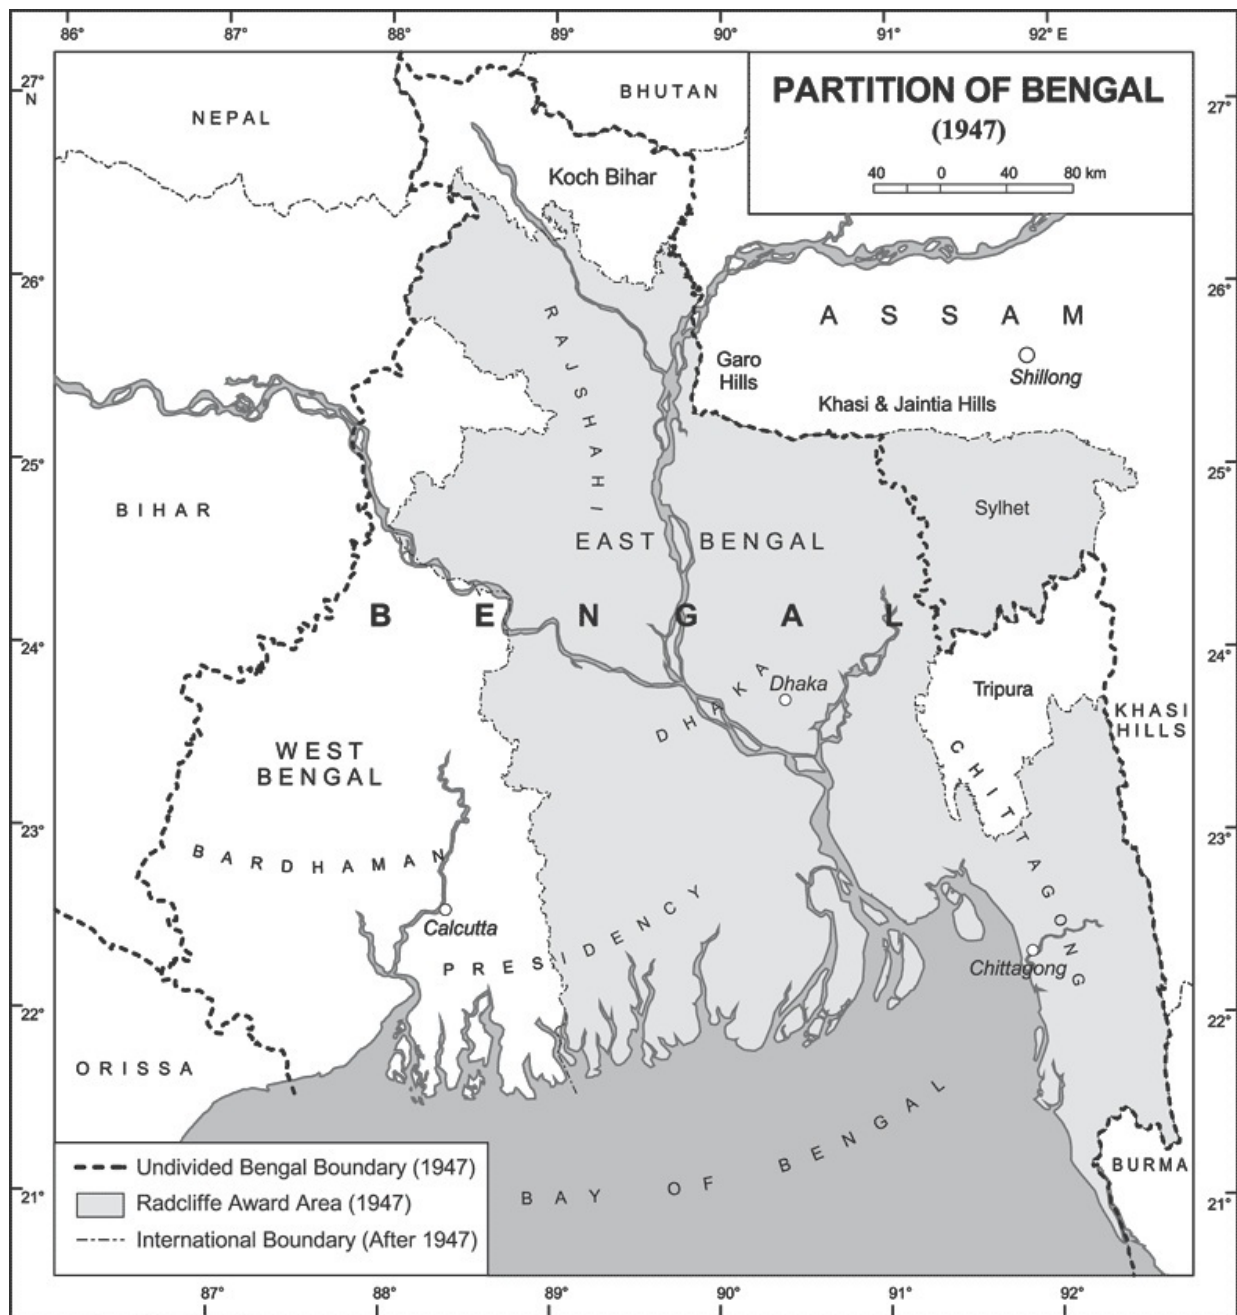 86° 87° 88° 89° 90° 91° 92° E
27°
N
27°
PARTITION OF BENGAL
(1947)
40 0 40 80 km
NEPAL
BHUTAN
Koch Bihar
26°
26°
ASSAM
RAJSHAHI
Garo
Hills
Shillong
Khasi & Jaintia Hills
25°
25°
BIHAR
Sylhet
EAST BENGAL
BENGAL
24°
24°
DHAKA
Dhaka
Tripura
KHASI
HILLS
WEST
BENGAL
CHITTAGONG
23°
23°
BARDHAMAN
Calcutta
PRESIDENCY
Chittagong
22°
22°
ORISSA
BAY OF BENGAL
BURMA
21°
21°
Undivided Bengal Boundary (1947)
Radcliffe Award Area (1947)
International Boundary (After 1947)
87° 88° 89° 90° 91° 92°